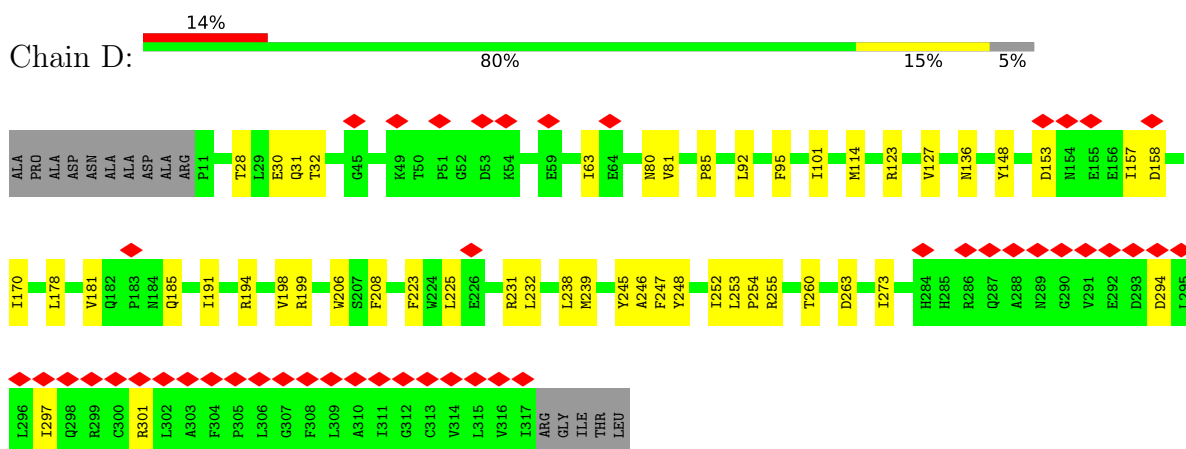 14%
Chain D:
80% 15% 5%
ALA PRO ALA ASP ASN ALA ALA ASP ALA ARG P11 T28 L29 E30 Q31 T32 G45 K49 T50 P51 G52 D53 K54 E59 I63 E64 N80 V81 P85 L92 F95 I101 M114 R123 V127 N136 Y148 D153 N154 E155 E156 I157 D158
I170 L178 V181 Q182 P183 N184 Q185 I191 R194 V198 R199 W206 S207 F208 F223 W224 L225 E226 R231 L232 L238 M239 Y245 A246 F247 Y248 I252 L253 P254 R255 T260 D263 I273 H284 H285 R286 Q287 A288 N289 G290 V291 E292 D293 D294 L295
L296 I297 Q298 R299 C300 R301 L302 A303 F304 P305 L306 G307 F308 L309 A310 I311 G312 C313 V314 L315 V316 I317 ARG GLY ILE THR LEU